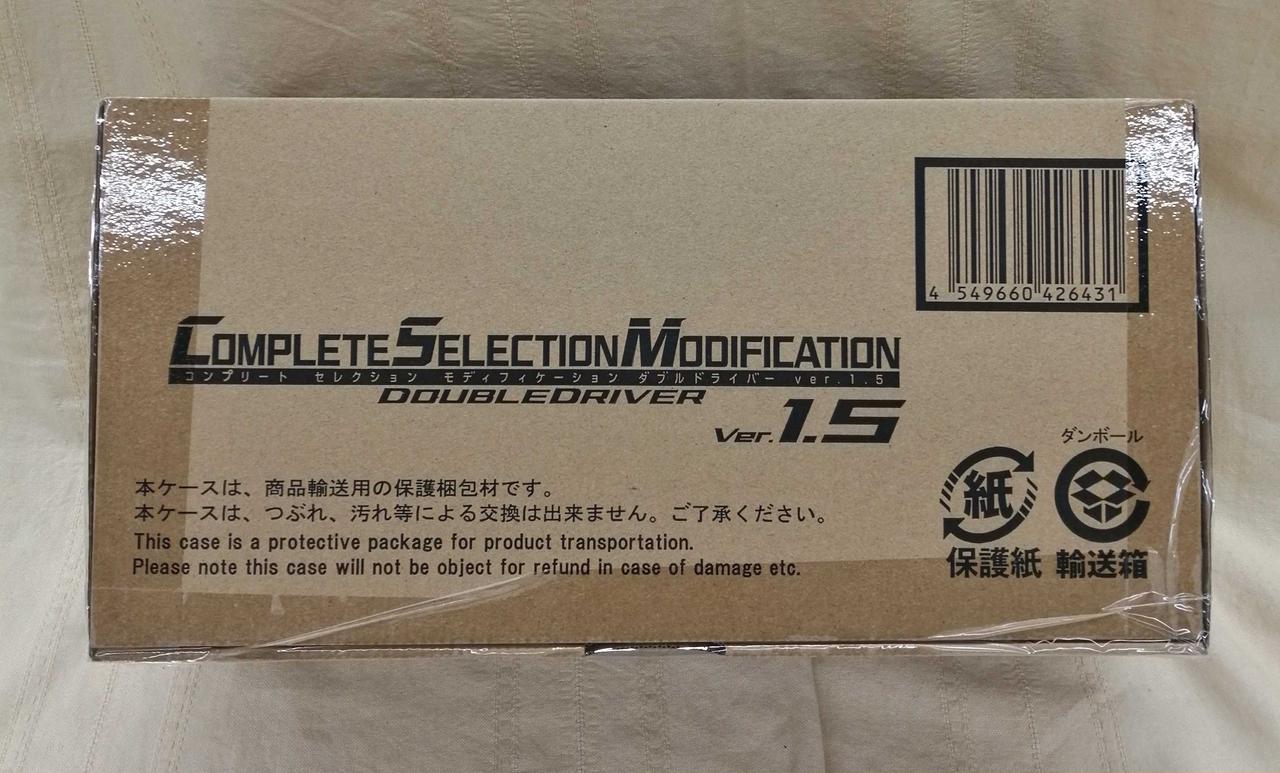 4 549660 426431
COMPLETE SELECTION MODIFICATION
コンプリート セレクション モディフィケーション ダブルドライバー ver.1.5
DOUBLEDRIVER
Ver.1.5
本ケースは、商品輸送用の保護梱包材です。
本ケースは、つぶれ、汚れ等による交換は出来ません。ご了承ください。
This case is a protective package for product transportation.
Please note this case will not be object for refund in case of damage etc.
紙
保護紙
ダンボール
輸送箱